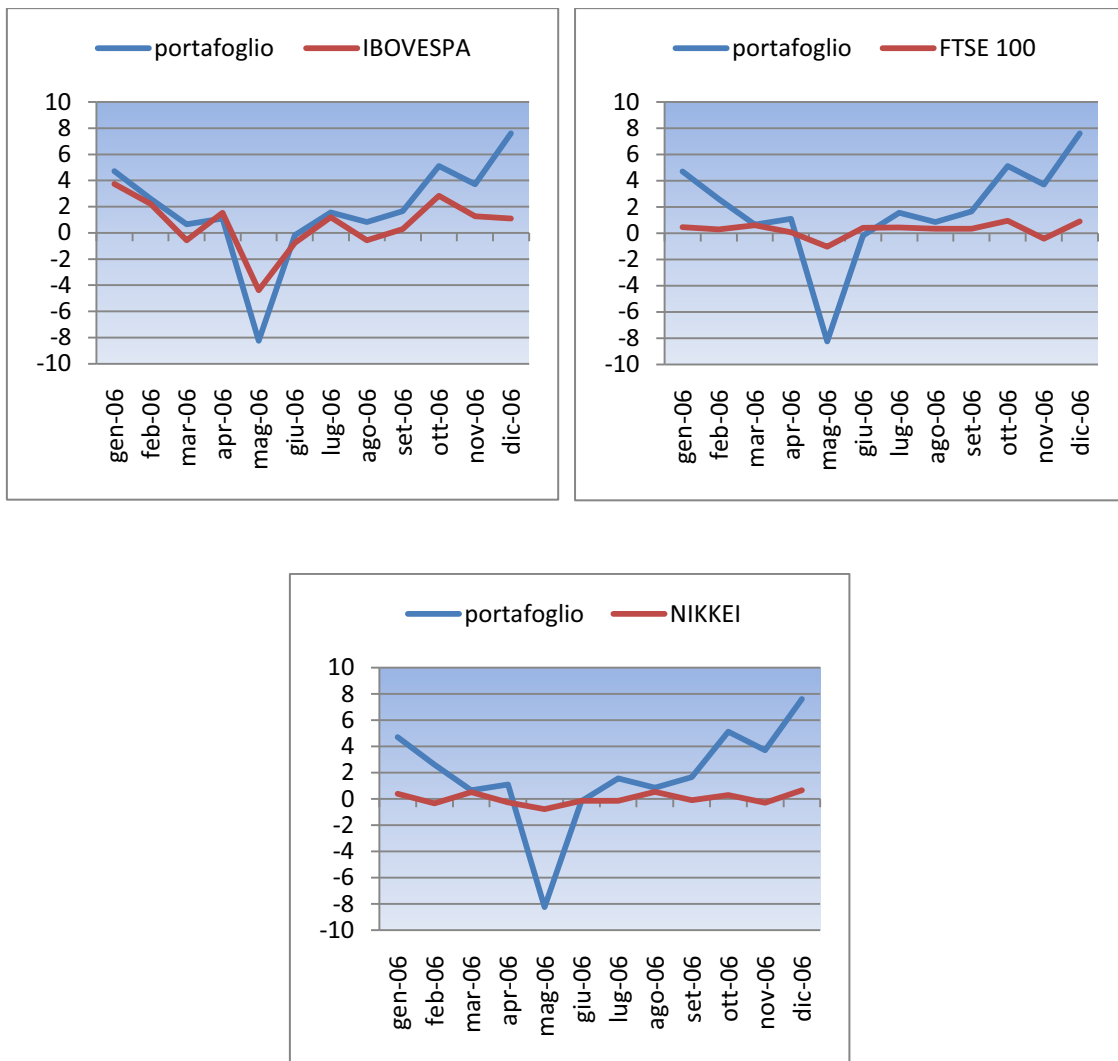 portafoglio IBOVESPA
10
8
6
4
2
0
-2
-4
-6
-8
-10
gen-06
feb-06
mar-06
apr-06
mag-06
giu-06
lug-06
ago-06
set-06
ott-06
nov-06
dic-06
portafoglio FTSE 100
10
8
6
4
2
0
-2
-4
-6
-8
-10
gen-06
feb-06
mar-06
apr-06
mag-06
giu-06
lug-06
ago-06
set-06
ott-06
nov-06
dic-06
portafoglio NIKKEI
10
8
6
4
2
0
-2
-4
-6
-8
-10
gen-06
feb-06
mar-06
apr-06
mag-06
giu-06
lug-06
ago-06
set-06
ott-06
nov-06
dic-06